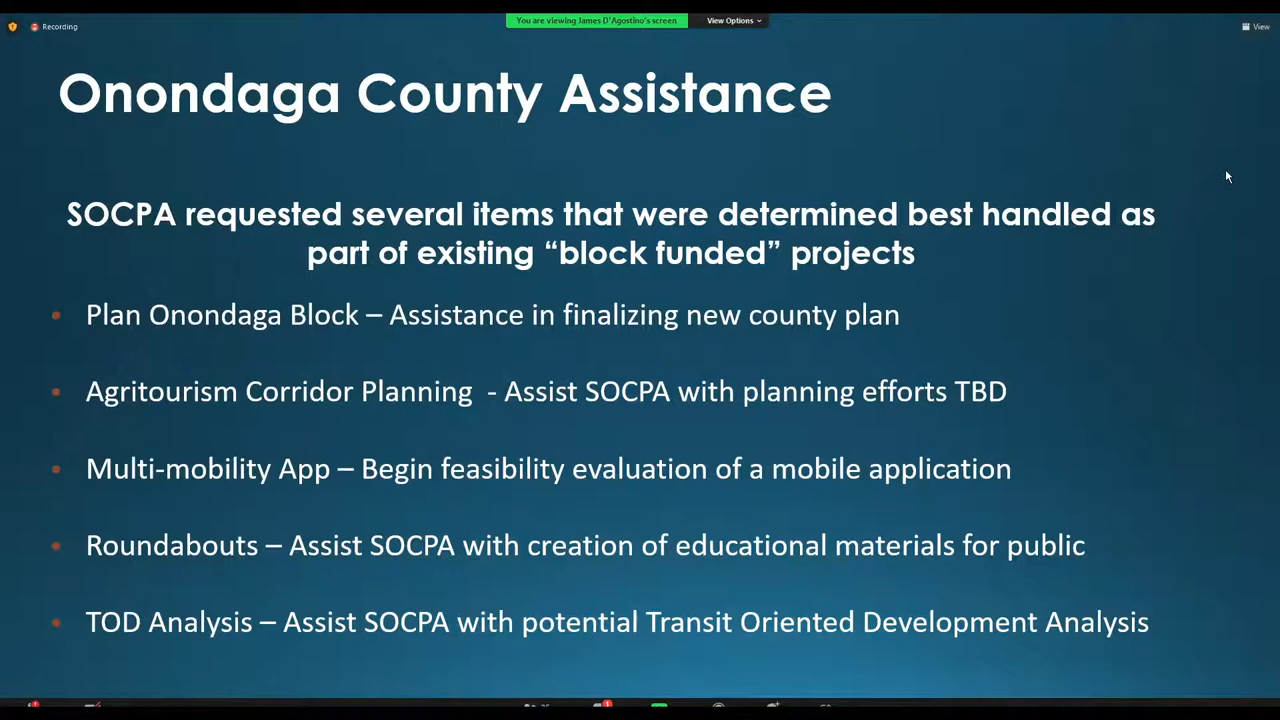 You are viewing James D'Agostino's screen
View Options
Recording
View
Onondaga County Assistance
SOCPA requested several items that were determined best handled as
part of existing “block funded” projects
• Plan Onondaga Block – Assistance in finalizing new county plan
• Agritourism Corridor Planning - Assist SOCPA with planning efforts TBD
• Multi-mobility App – Begin feasibility evaluation of a mobile application
• Roundabouts – Assist SOCPA with creation of educational materials for public
• TOD Analysis – Assist SOCPA with potential Transit Oriented Development Analysis